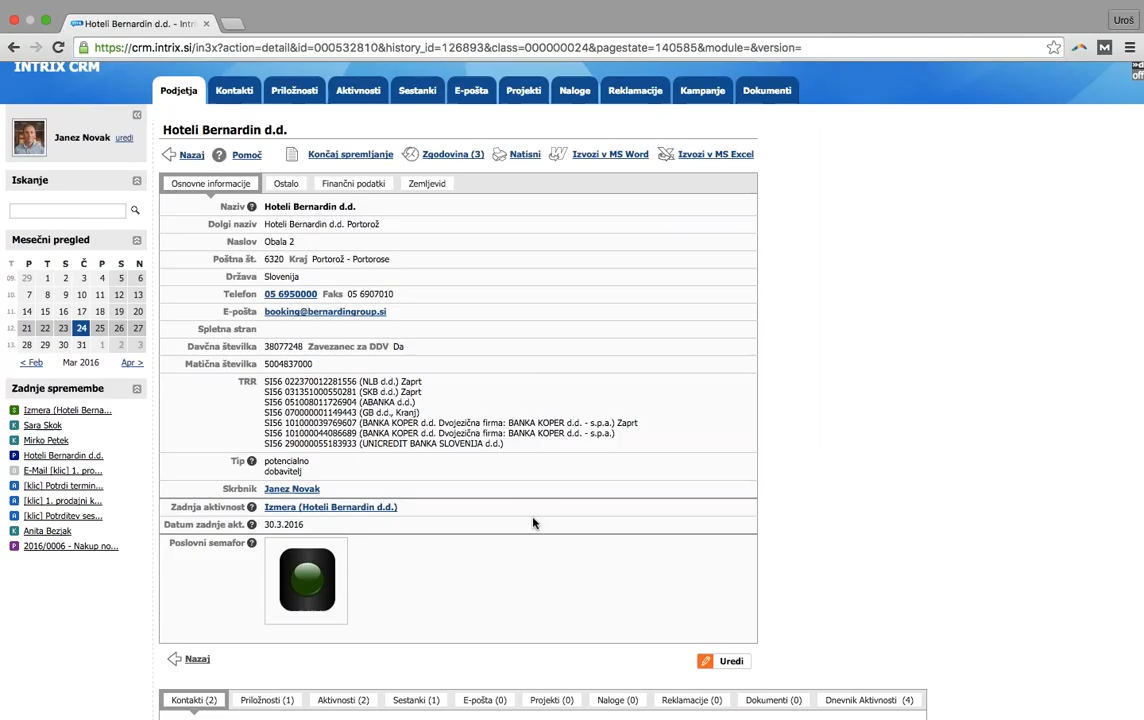 Hoteli Bernardin d.d. - Intri
Uroš
https://crm.intrix.si/in3x?action=detail&id=000532810&history_id=126893&class=000000024&pagestate=140585&module=&version=
INTRIX CRM
off
Podjetja Kontakti Priložnosti Aktivnosti Sestanki E-pošta Projekti Naloge Reklamacije Kampanje Dokumenti
Janez Novak uredi
Iskanje
Mesečni pregled
T P T S Č P S N
09. 29 1 2 3 4 5 6
10. 7 8 9 10 11 12 13
11. 14 15 16 17 18 19 20
12. 21 22 23 24 25 26 27
13. 28 29 30 31 1 2 3
< Feb Mar 2016 Apr >
Zadnje spremembe
S Izmera (Hoteli Berna...
K Sara Skok
K Mirko Petek
P Hoteli Bernardin d.d.
E-Mail [klic] 1. pro...
A [klic] Potrdi termin...
A [klic] 1. prodajni k...
A [klic] Potrditev ses...
K Anita Bezjak
P 2016/0006 - Nakup no...
Hoteli Bernardin d.d.
Nazaj ? Pomoč Končaj spremljanje Zgodovina (3) Natisni Izvozi v MS Word Izvozi v MS Excel
Osnovne informacije Ostalo Finančni podatki Zemljevid
Naziv ? Hoteli Bernardin d.d.
Dolgi naziv Hoteli Bernardin d.d. Portorož
Naslov Obala 2
Poštna št. 6320 Kraj Portorož - Portorose
Država Slovenija
Telefon 05 6950000 Faks 05 6907010
E-pošta booking@bernardingroup.si
Spletna stran
Davčna številka 38077248 Zavezanec za DDV Da
Matična številka 5004837000
TRR SI56 022370012281556 (NLB d.d.) Zaprt
SI56 031351000550281 (SKB d.d.) Zaprt
SI56 051008011726904 (ABANKA d.d.)
SI56 070000001149443 (GB d.d., Kranj)
SI56 101000039769607 (BANKA KOPER d.d. Dvojezična firma: BANKA KOPER d.d. - s.p.a.) Zaprt
SI56 101000044086689 (BANKA KOPER d.d. Dvojezična firma: BANKA KOPER d.d. - s.p.a.)
SI56 290000055183933 (UNICREDIT BANKA SLOVENIJA d.d.)
Tip ? potencialno
dobavitelj
Skrbnik Janez Novak
Zadnja aktivnost ? Izmera (Hoteli Bernardin d.d.)
Datum zadnje akt. ? 30.3.2016
Poslovni semafor ?
Nazaj
Uredi
Kontakti (2) Priložnosti (1) Aktivnosti (2) Sestanki (1) E-pošta (0) Projekti (0) Naloge (0) Reklamacije (0) Dokumenti (0) Dnevnik Aktivnosti (4)